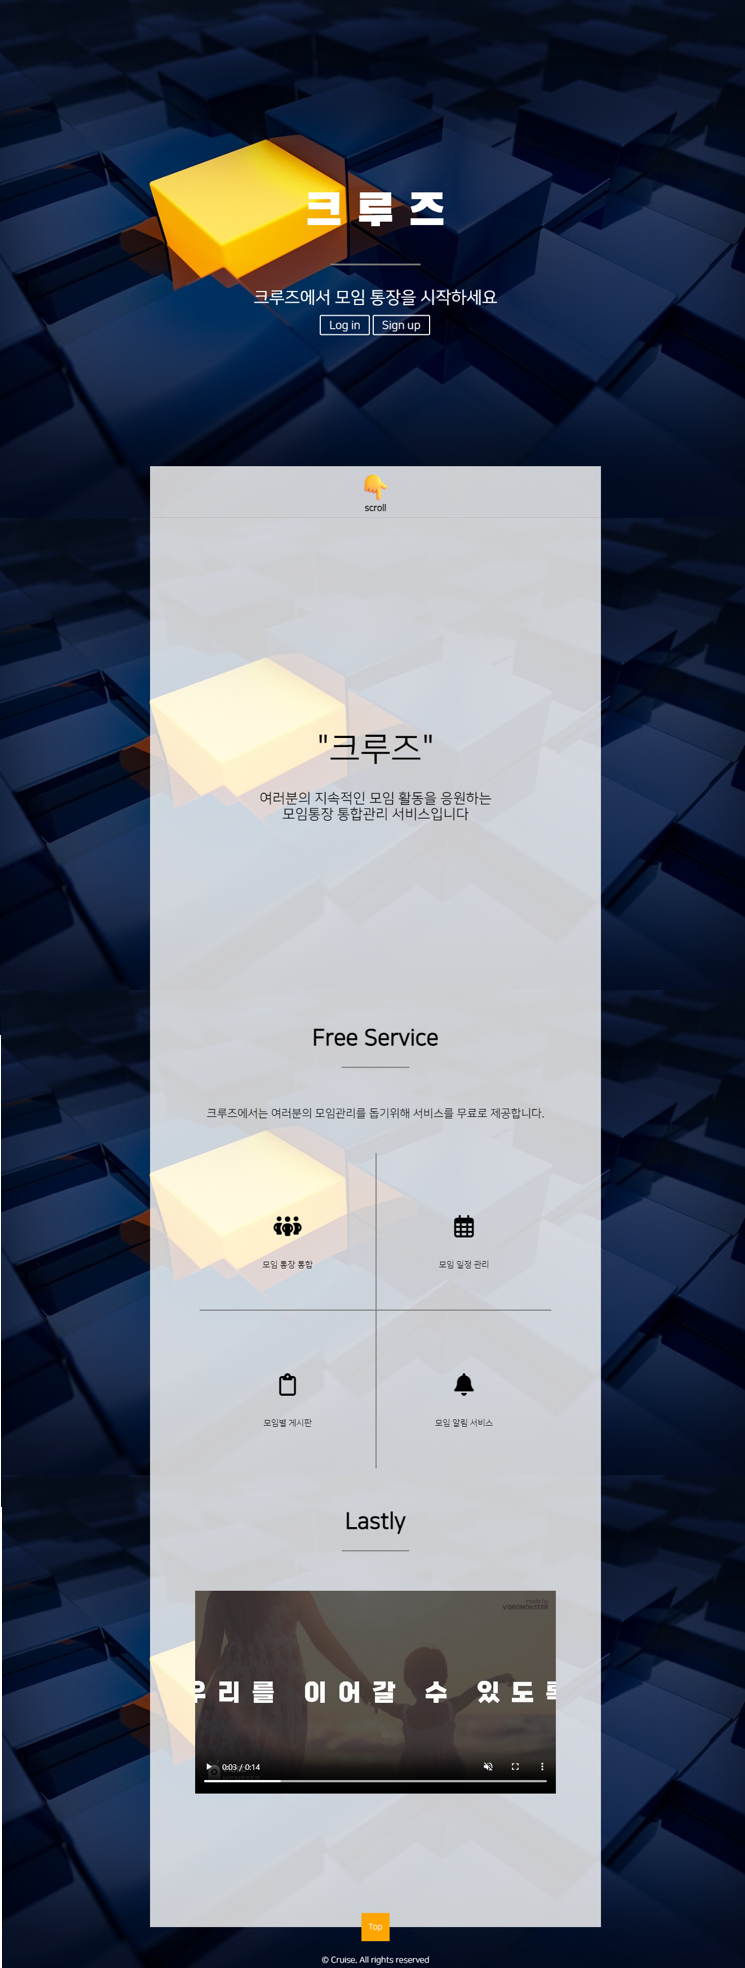 크루즈
크루즈에서 모임 통장을 시작하세요
Log in Sign up
scroll
"크루즈"
여러분의 지속적인 모임 활동을 응원하는
모임통장 통합관리 서비스입니다
Free Service
크루즈에서는 여러분의 모임관리를 돕기위해 서비스를 무료로 제공합니다.
모임 통장 통합
모임 일정 관리
모임별 게시판
모임 알림 서비스
Lastly
made by
VIDEOMONSTER
우리를 이어갈 수 있도록
0:03 / 0:14
Top
© Cruise. All rights reserved